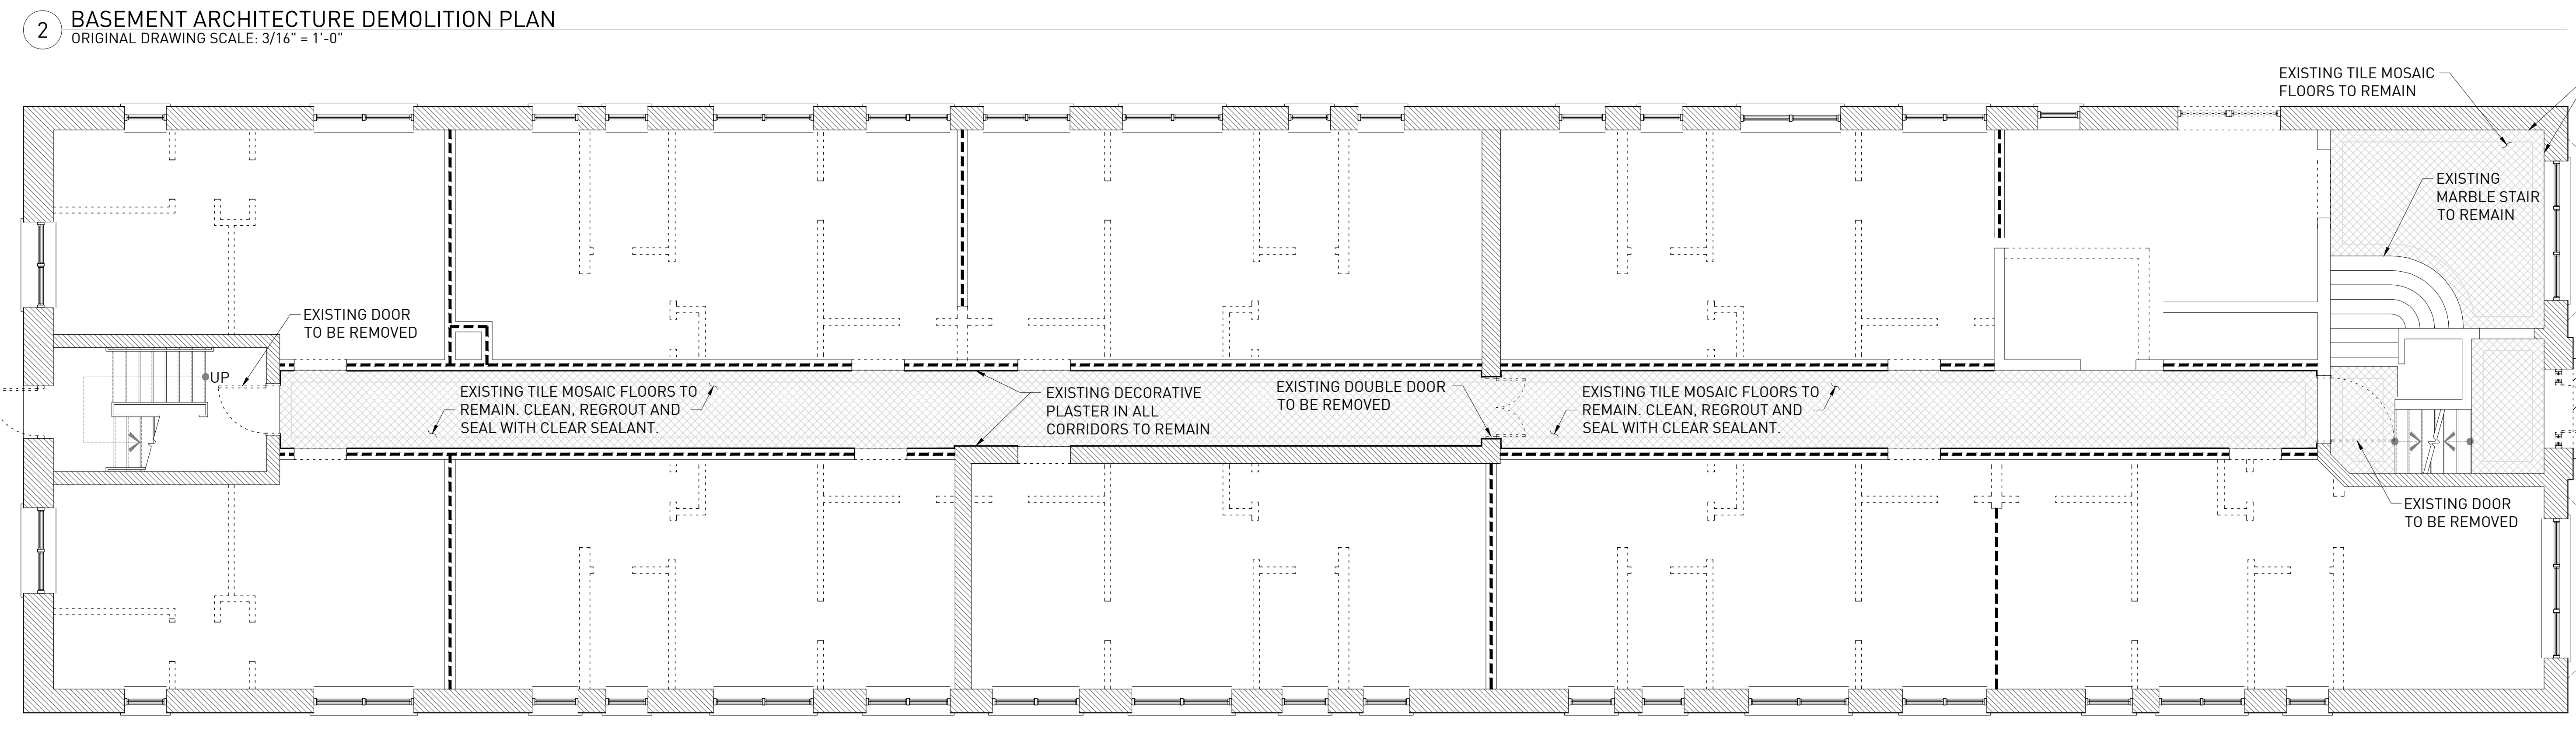 2
BASEMENT ARCHITECTURE DEMOLITION PLAN
ORIGINAL DRAWING SCALE: 3/16" = 1'-0"
EXISTING TILE MOSAIC
FLOORS TO REMAIN
EXISTING
MARBLE STAIR
TO REMAIN
EXISTING DOOR
TO BE REMOVED
UP
EXISTING TILE MOSAIC FLOORS TO
REMAIN. CLEAN, REGROUT AND
SEAL WITH CLEAR SEALANT.
EXISTING DECORATIVE
PLASTER IN ALL
CORRIDORS TO REMAIN
EXISTING DOUBLE DOOR
TO BE REMOVED
EXISTING TILE MOSAIC FLOORS TO
REMAIN. CLEAN, REGROUT AND
SEAL WITH CLEAR SEALANT.
EXISTING DOOR
TO BE REMOVED